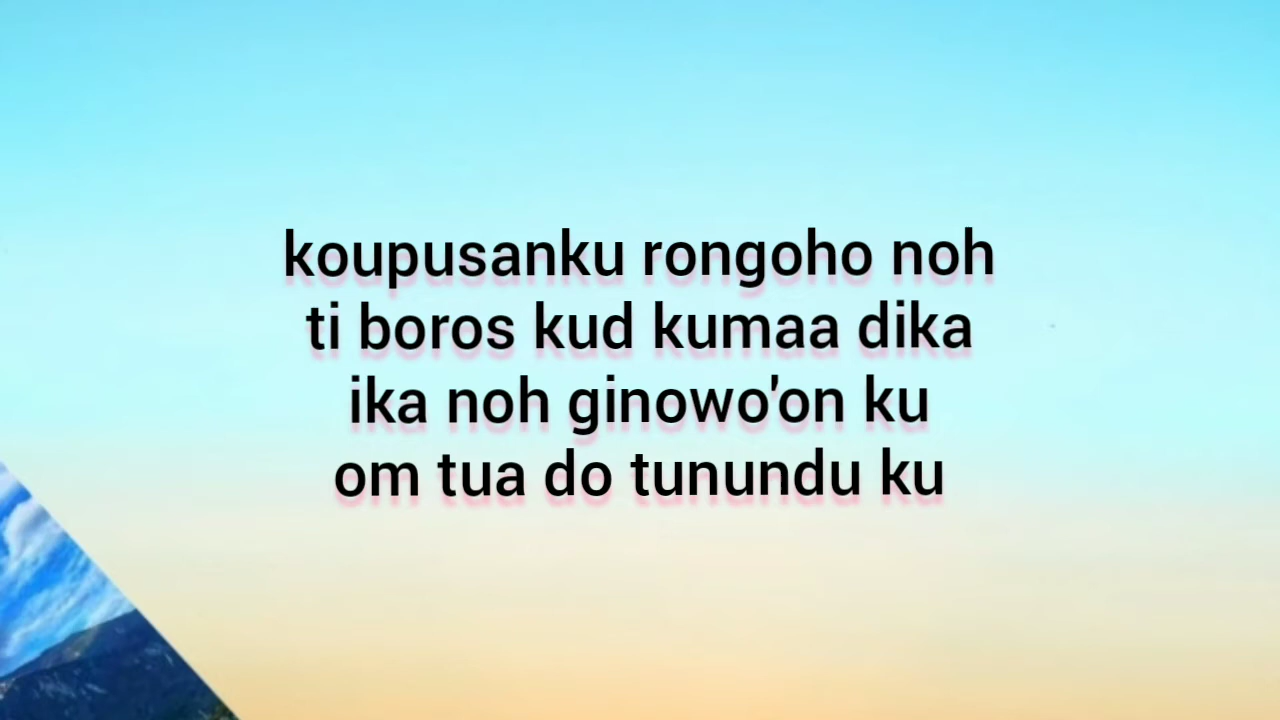 koupusanku rongoho noh
ti boros kud kumaa dika
ika noh ginowo'on ku
om tua do tunundu ku